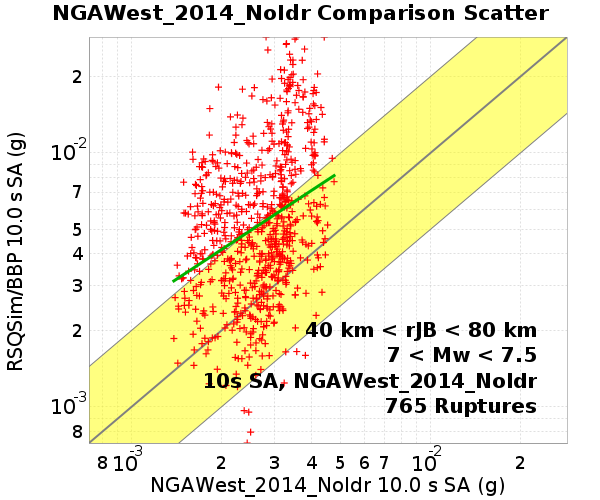 NGAWest_2014_NoIdr Comparison Scatter
RSQSim/BBP 10.0 s SA (g)
2
10-2
7
5
4
3
2
10-3
8
40 km < rJB < 80 km
7 < Mw < 7.5
10s SA, NGAWest_2014_NoIdr
765 Ruptures
8 10-3 2 3 4 5 6 7 10-2 2
NGAWest_2014_NoIdr 10.0 s SA (g)